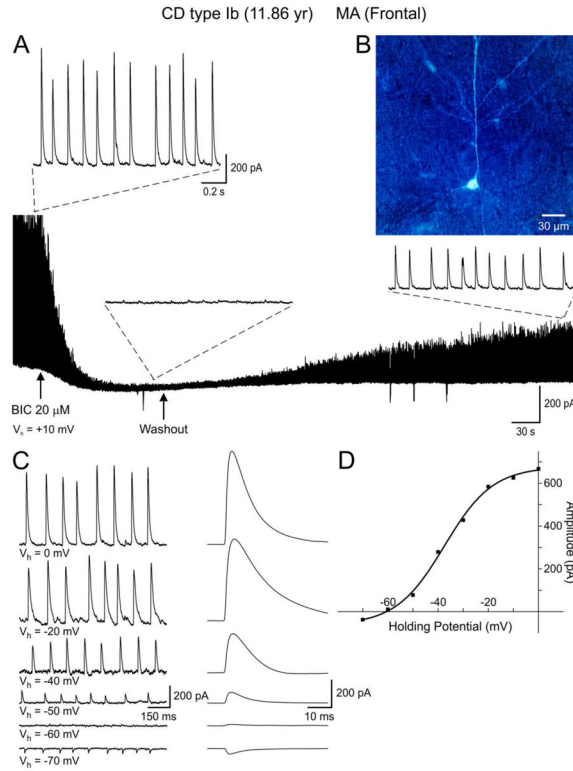 CD type Ib (11.86 yr) MA (Frontal)
A
B
200 pA
0.2 s
30 µm
BIC 20 µM
Vh = +10 mV
Washout
200 pA
30 s
C
D
Vh = 0 mV
Vh = -20 mV
Vh = -40 mV
Vh = -50 mV
Vh = -60 mV
Vh = -70 mV
200 pA
150 ms
200 pA
10 ms
600
400
200
-60 -40 -20
Amplitude (pA)
Holding Potential (mV)